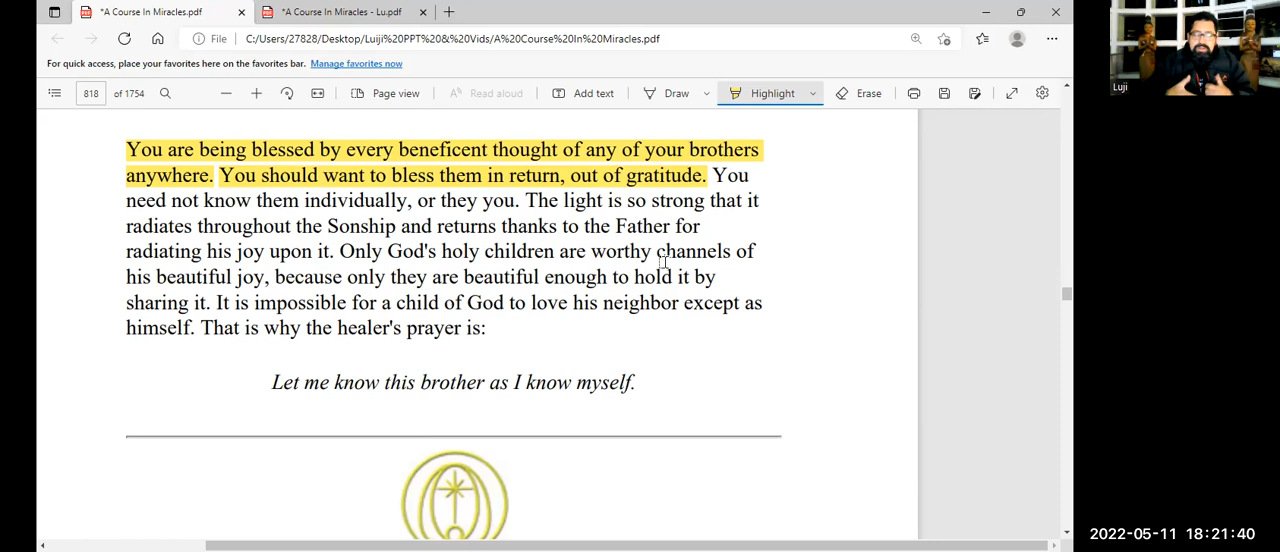 *A Course In Miracles.pdf
*A Course In Miracles - Lu.pdf
File C:/Users/27828/Desktop/Luiji%20PPT%20&%20Vids/A%20Course%20In%20Miracles.pdf
For quick access, place your favorites here on the favorites bar. Manage favorites now
818 of 1754 Page view Read aloud Add text Draw Highlight Erase
You are being blessed by every beneficent thought of any of your brothers
anywhere. You should want to bless them in return, out of gratitude. You
need not know them individually, or they you. The light is so strong that it
radiates throughout the Sonship and returns thanks to the Father for
radiating his joy upon it. Only God's holy children are worthy channels of
his beautiful joy, because only they are beautiful enough to hold it by
sharing it. It is impossible for a child of God to love his neighbor except as
himself. That is why the healer's prayer is:
Let me know this brother as I know myself.
Luji
2022-05-11 18:21:40